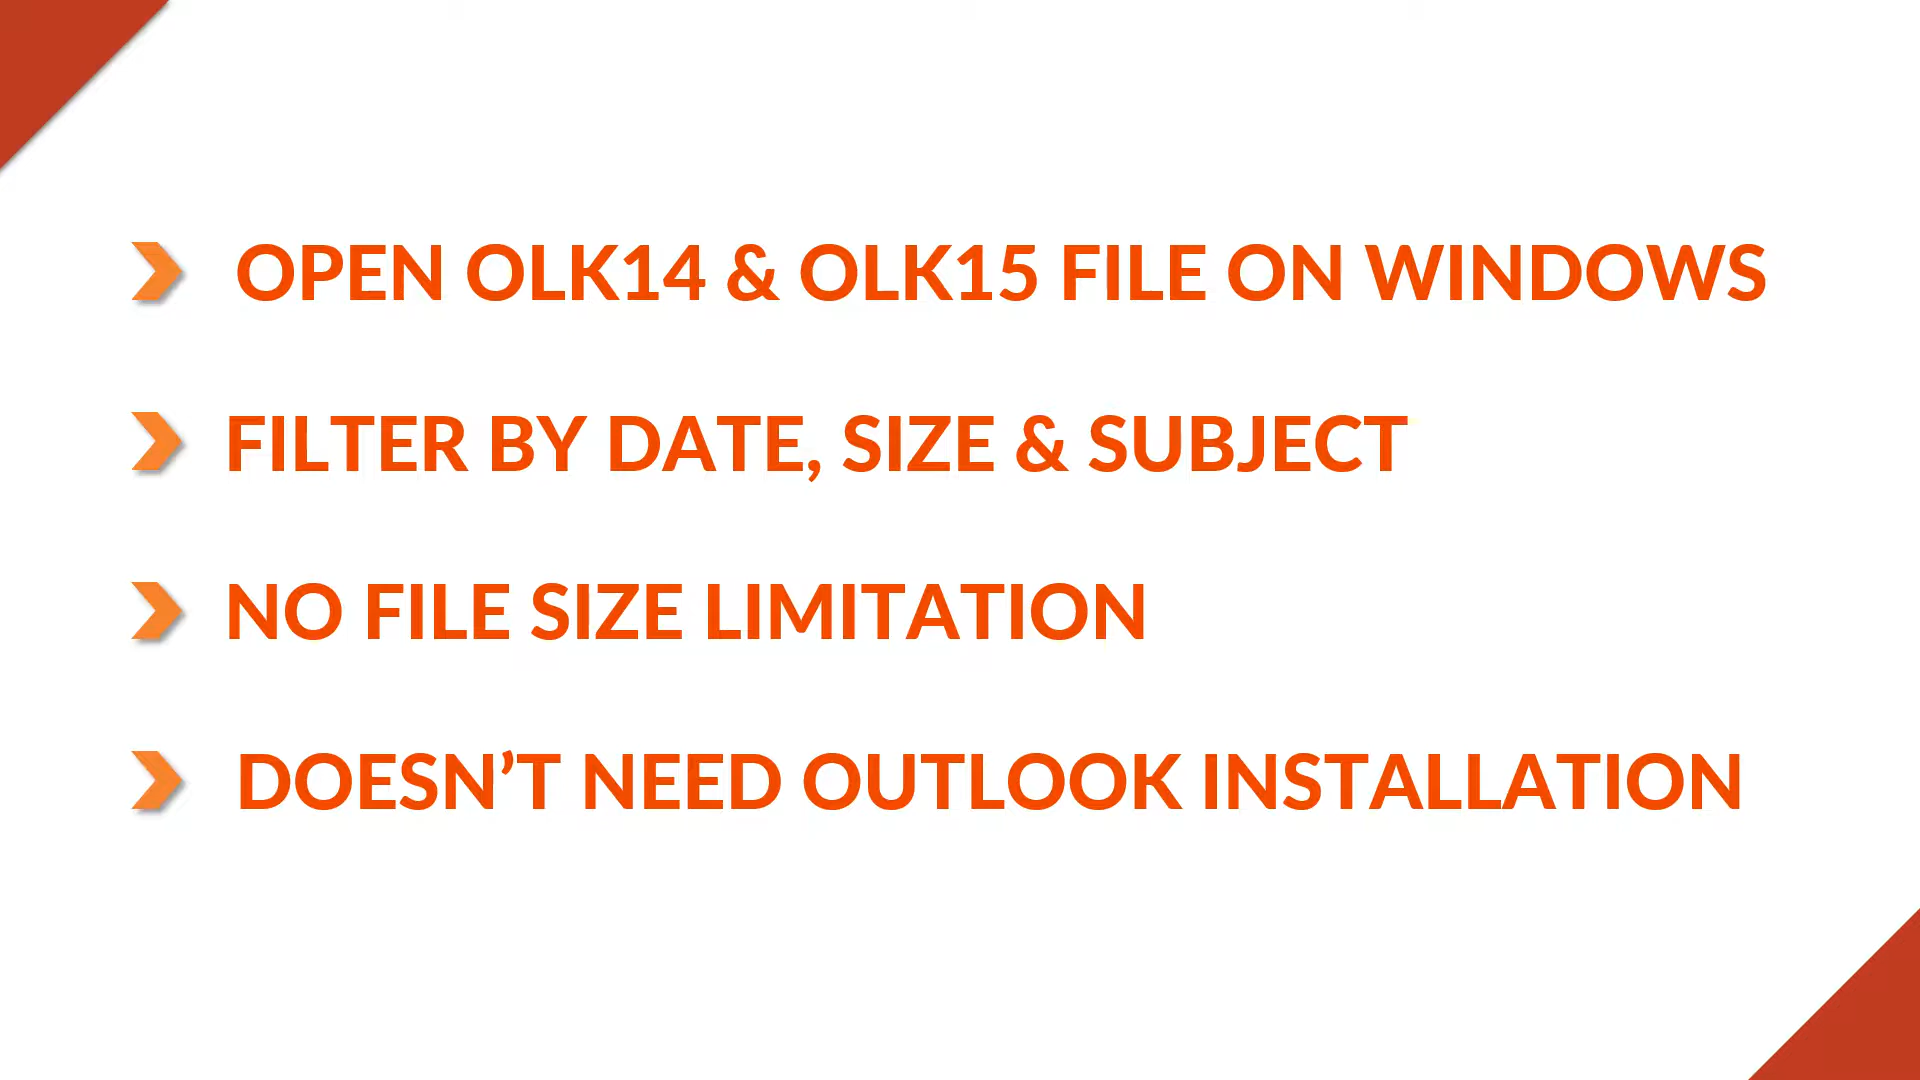 OPEN OLK14 & OLK15 FILE ON WINDOWS
FILTER BY DATE, SIZE & SUBJECT
NO FILE SIZE LIMITATION
DOESN’T NEED OUTLOOK INSTALLATION